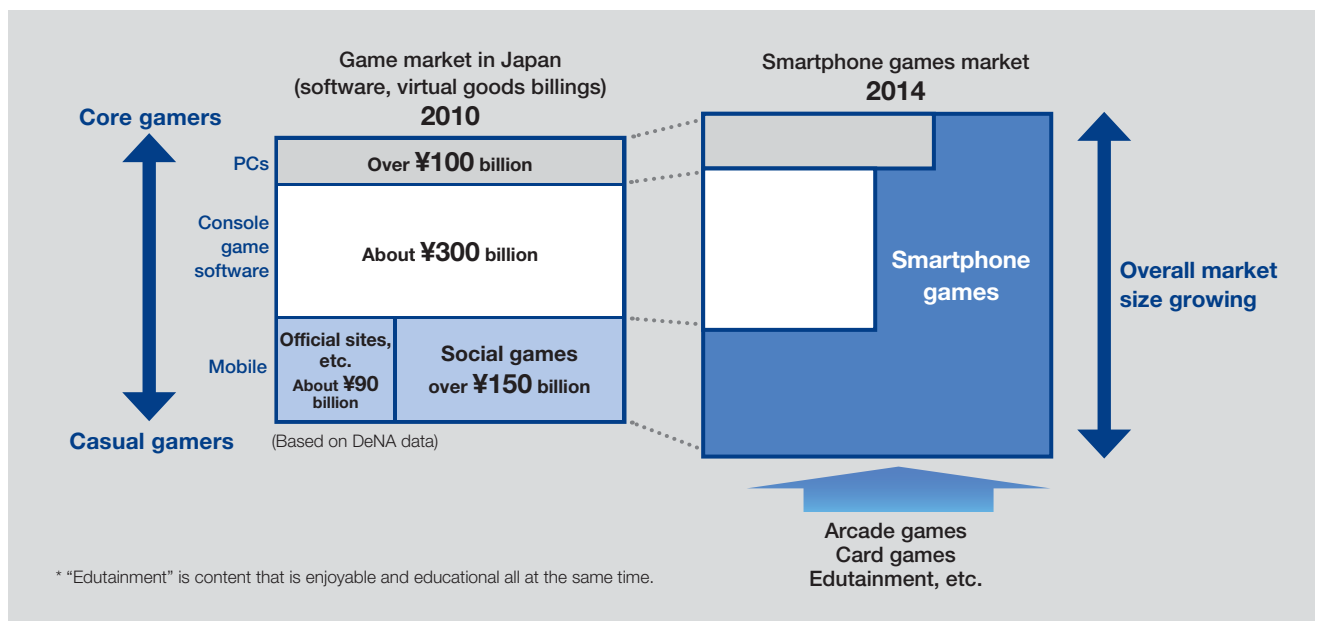 Game market in Japan
(software, virtual goods billings)
2010
Smartphone games market
2014
Core gamers
PCs
Over ¥100 billion
Console
game
software
About ¥300 billion
Smartphone
games
Overall market
size growing
Mobile
Official sites,
etc.
About ¥90
billion
Social games
over ¥150 billion
Casual gamers
(Based on DeNA data)
Arcade games
Card games
Edutainment, etc.
* “Edutainment” is content that is enjoyable and educational all at the same time.